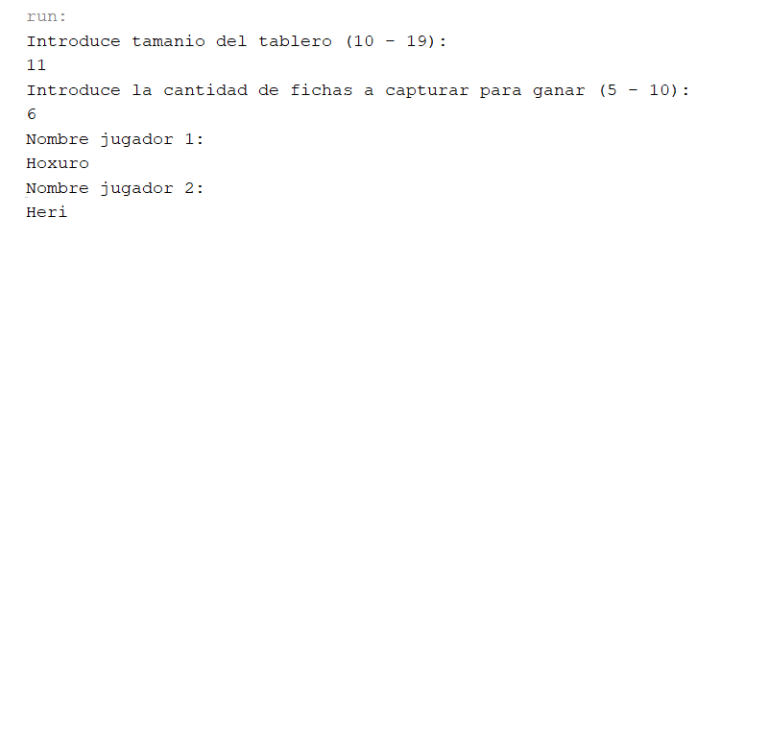 run:
Introduce tamanio del tablero (10 - 19):
11
Introduce la cantidad de fichas a capturar para ganar (5 - 10):
6
Nombre jugador 1:
Hoxuro
Nombre jugador 2:
Heri